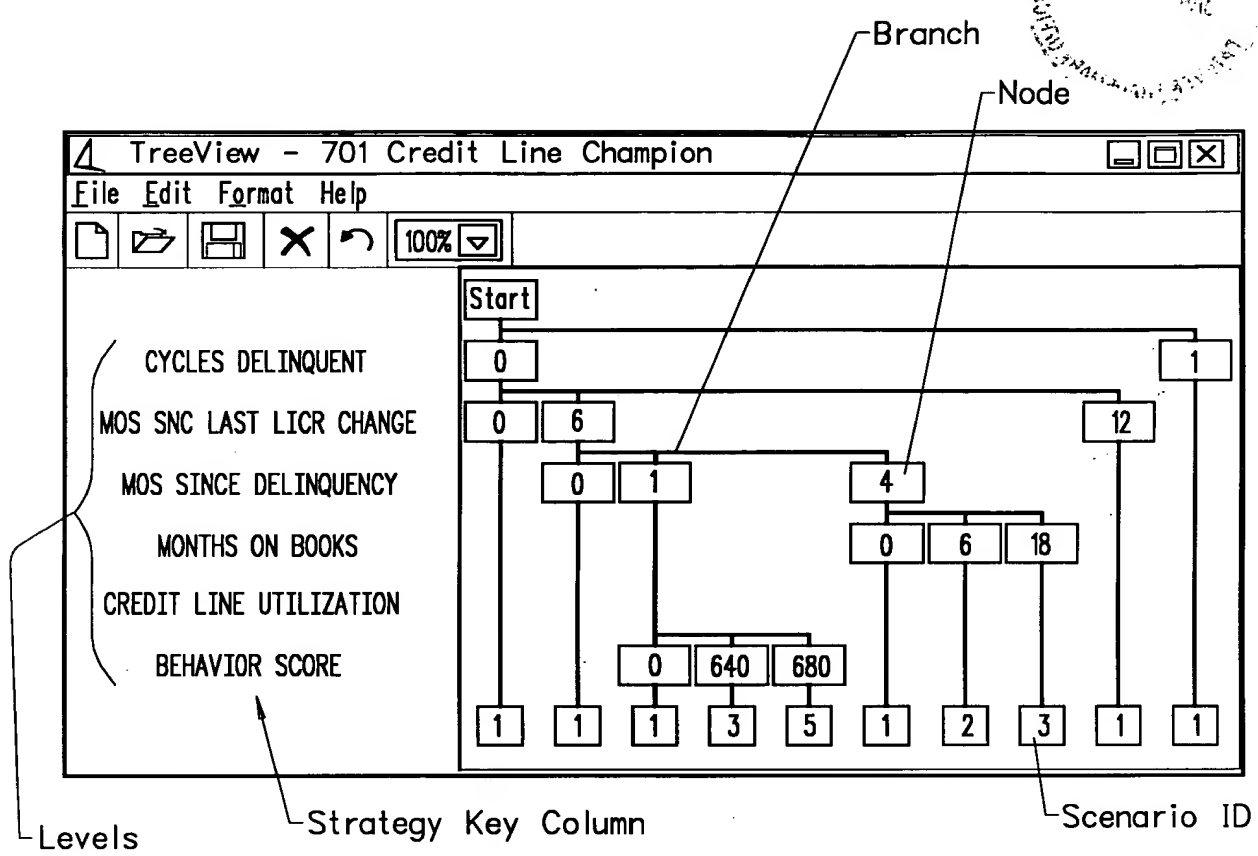 Branch
Node
TreeView - 701 Credit Line Champion
File Edit Format Help
100%
Start
CYCLES DELINQUENT 0 1
MOS SNC LAST LICR CHANGE 0 6 12
MOS SINCE DELINQUENCY 0 1 4
MONTHS ON BOOKS 0 6 18
CREDIT LINE UTILIZATION
BEHAVIOR SCORE 0 640 680
1 1 1 3 5 1 2 3 1 1
Levels
Strategy Key Column
Scenario ID